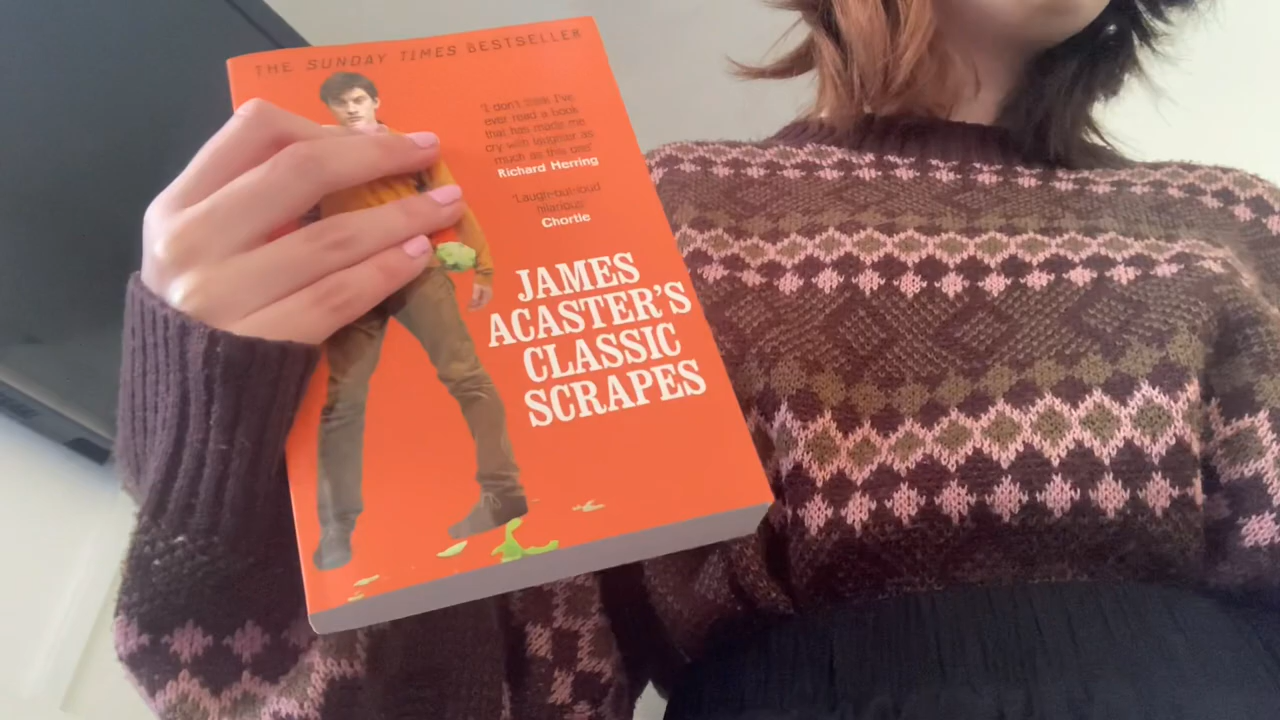 THE SUNDAY TIMES BESTSELLER
'I don't think I've
ever read a book
that has made me
cry with laughter as
much as this one'
Richard Herring
'Laugh-out-loud
hilarious'
Chortle
JAMES
ACASTER'S
CLASSIC
SCRAPES